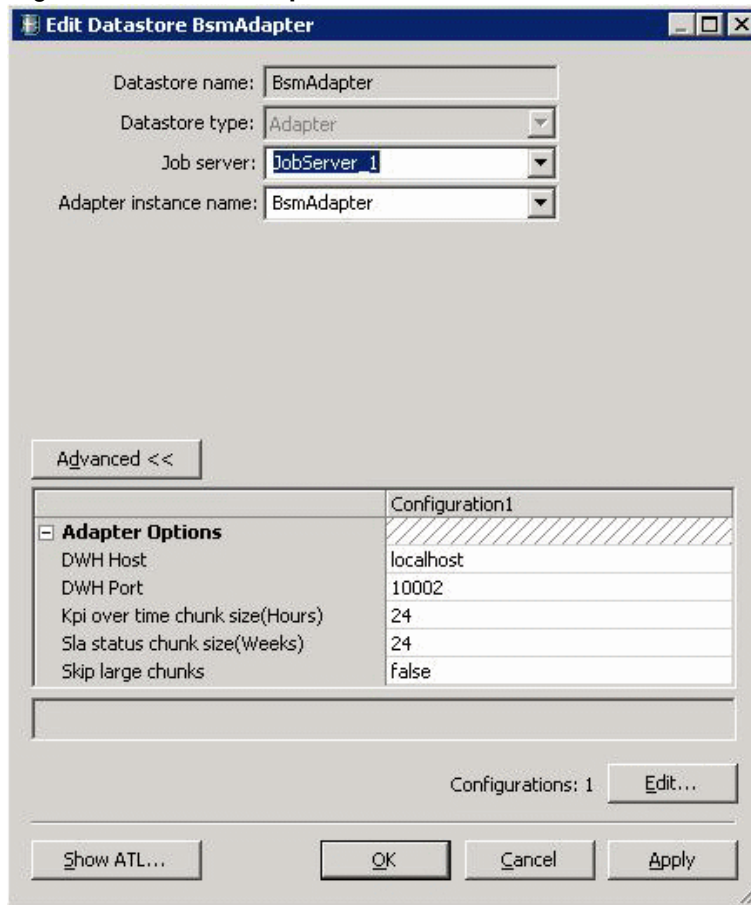 Edit Datastore BsmAdapter
Datastore name: BsmAdapter
Datastore type: Adapter
Job server: JobServer_1
Adapter instance name: BsmAdapter
Advanced <<
Configuration1
Adapter Options
DWH Host localhost
DWH Port 10002
Kpi over time chunk size(Hours) 24
Sla status chunk size(Weeks) 24
Skip large chunks false
Configurations: 1 Edit...
Show ATL... OK Cancel Apply